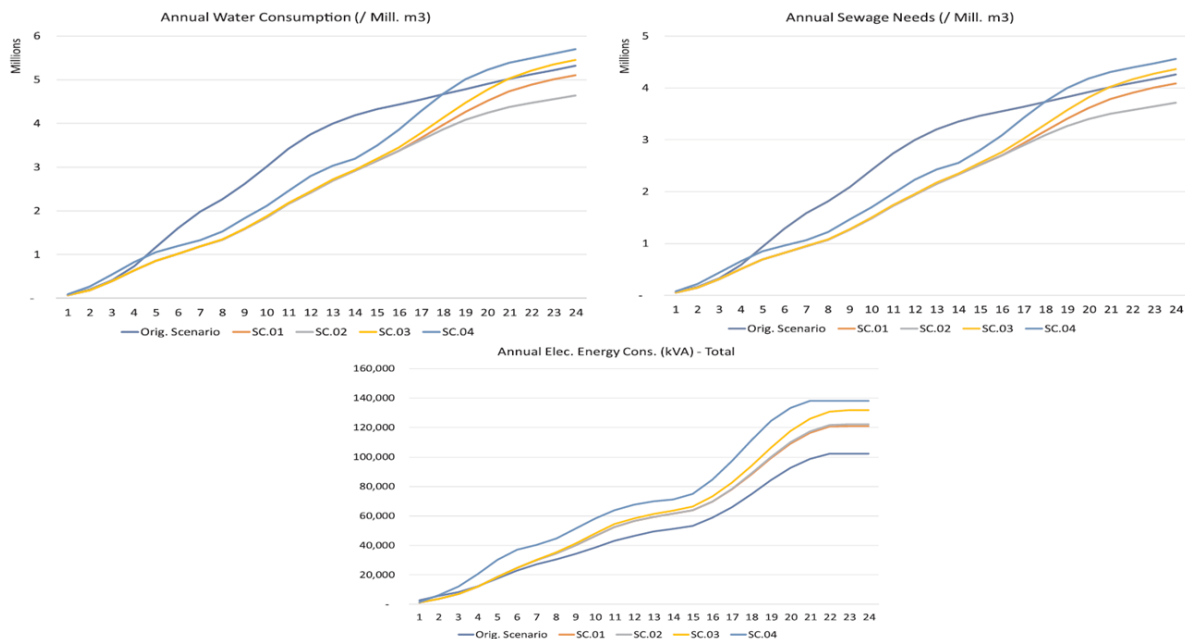 Annual Water Consumption (/ Mill. m3)
Millions
6
5
4
3
2
1
-
1 2 3 4 5 6 7 8 9 10 11 12 13 14 15 16 17 18 19 20 21 22 23 24
Orig. Scenario SC.01 SC.02 SC.03 SC.04
Annual Sewage Needs (/ Mill. m3)
Millions
5
4
3
2
1
-
1 2 3 4 5 6 7 8 9 10 11 12 13 14 15 16 17 18 19 20 21 22 23 24
Orig. Scenario SC.01 SC.02 SC.03 SC.04
Annual Elec. Energy Cons. (kVA) - Total
160,000
140,000
120,000
100,000
80,000
60,000
40,000
20,000
-
1 2 3 4 5 6 7 8 9 10 11 12 13 14 15 16 17 18 19 20 21 22 23 24
Orig. Scenario SC.01 SC.02 SC.03 SC.04